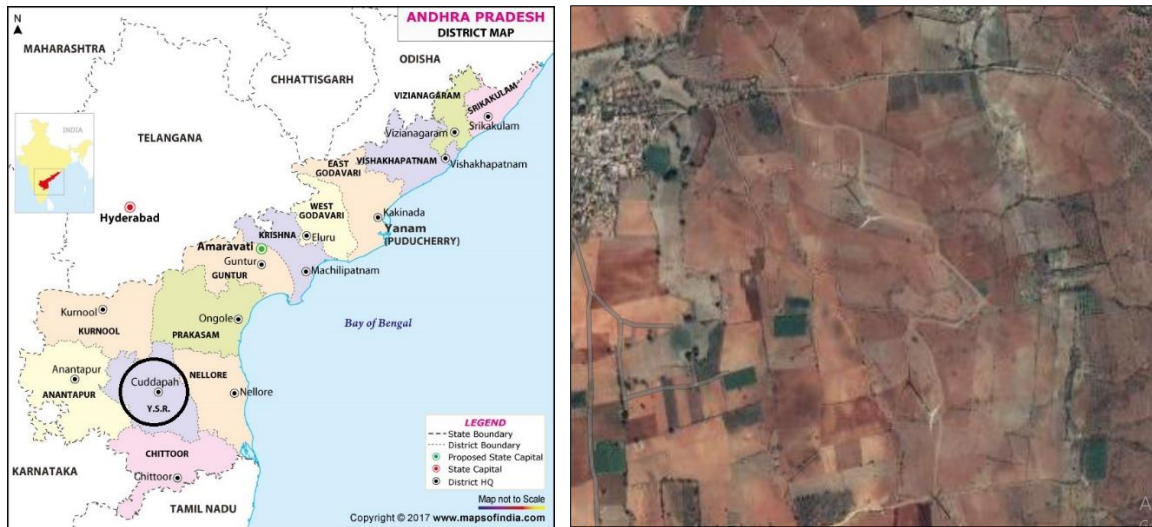 N
ANDHRA PRADESH
DISTRICT MAP
MAHARASHTRA
ODISHA
CHHATTISGARH
VIZIANAGARAM
SRIKAKULAM
INDIA
TELANGANA
Srikakulam
Vizianagaram
EAST
GODAVARI
VISHAKHAPATNAM
Vishakhapatnam
Hyderabad
WEST
GODAVARI
Kakinada
Yanam
(PUDUCHERRY)
KRISHNA
Eluru
Amaravati
Guntur
GUNTUR
Machilipatnam
Kurnool
KURNOOL
Ongole
PRAKASAM
Bay of Bengal
Anantapur
ANANTAPUR
Cuddapah
Y.S.R.
NELLORE
Nellore
CHITTOOR
Chittoor
KARNATAKA
TAMIL NADU
LEGEND
State Boundary
District Boundary
Proposed State Capital
State Capital
District HQ
Map not to Scale
Copyright © 2017 www.mapsofindia.com